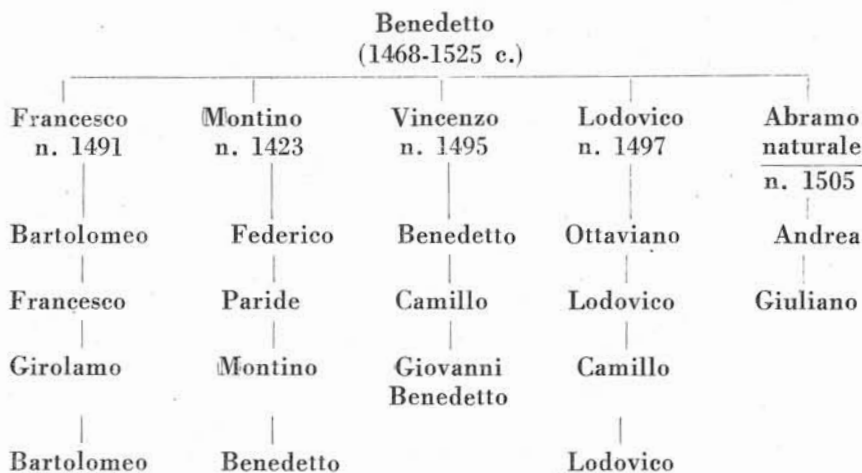 Benedetto
(1468-1525 c.)
Francesco Montino Vincenzo Lodovico Abramo
n. 1491 n. 1423 n. 1495 n. 1497 naturale
n. 1505
Bartolomeo Federico Benedetto Ottaviano Andrea
Francesco Paride Camillo Lodovico Giuliano
Girolamo Montino Giovanni Camillo
Benedetto
Bartolomeo Benedetto Lodovico